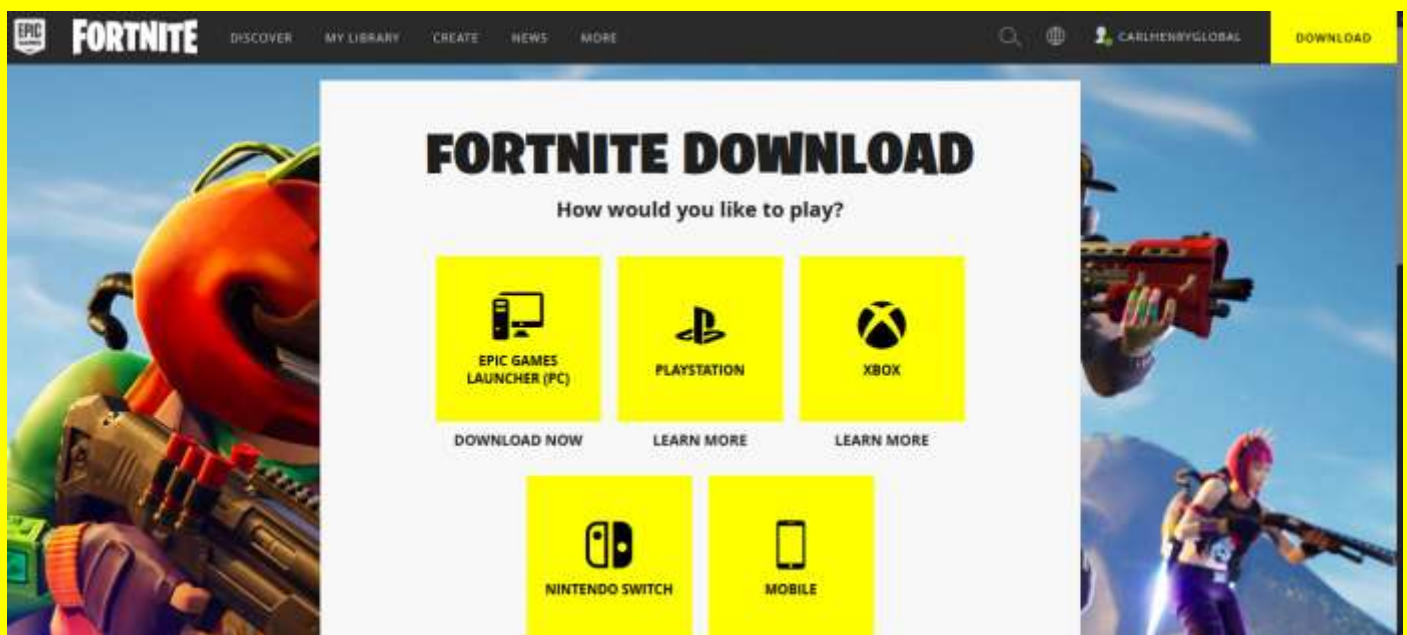 EPIC GAMES
FORTNITE
DISCOVER
MY LIBRARY
CREATE
NEWS
MORE
CARLHENRYGLOBAL
DOWNLOAD
FORTNITE DOWNLOAD
How would you like to play?
EPIC GAMES
LAUNCHER (PC)
PLAYSTATION
XBOX
DOWNLOAD NOW
LEARN MORE
LEARN MORE
NINTENDO SWITCH
MOBILE